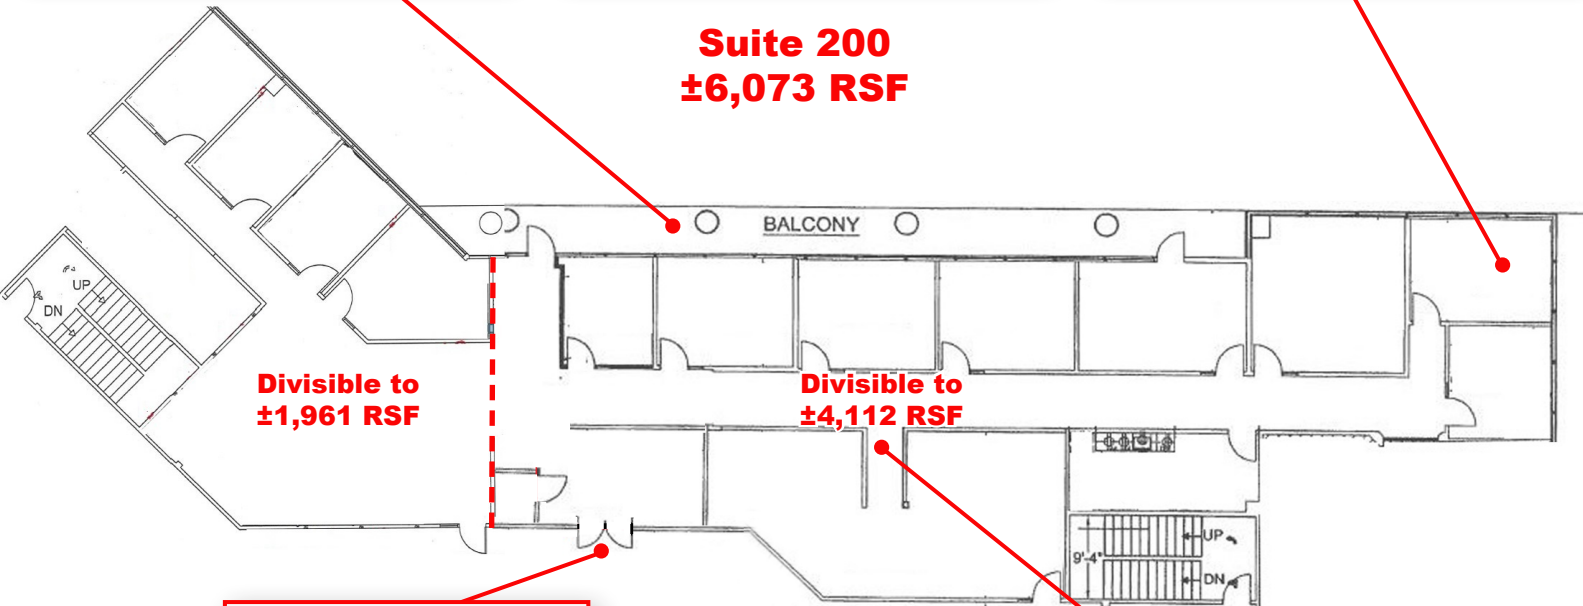 Suite 200
±6,073 RSF
BALCONY
UP
DN
Divisible to
±1,961 RSF
Divisible to
±4,112 RSF
9'-4"
UP
DN